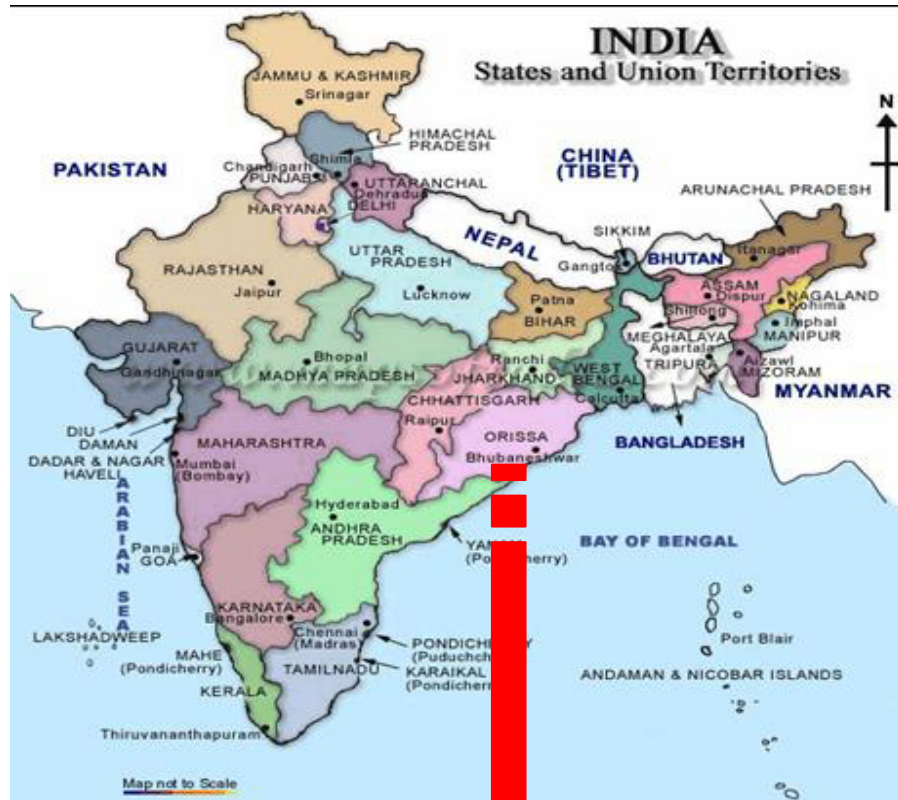 INDIA
States and Union Territories
N
JAMMU & KASHMIR
Srinagar
HIMACHAL
PRADESH
PAKISTAN
Chandigarh
Shimla
PUNJAB
CHINA
(TIBET)
UTTARANCHAL
Dehradun
HARYANA
DELHI
ARUNACHAL PRADESH
NEPAL
SIKKIM
Gangtok
BHUTAN
Itanagar
UTTAR
PRADESH
RAJASTHAN
Jaipur
Lucknow
ASSAM
Dispur
NAGALAND
Kohima
Patna
BIHAR
Shillong
Imphal
MANIPUR
MEGHALAYA
GUJARAT
Gandhinagar
Bhopal
MADHYA PRADESH
Ranchi
JHARKHAND
WEST
BENGAL
Calcutta
Agartala
TRIPURA
Aizawl
MIZORAM
MYANMAR
CHHATTISGARH
Raipur
DIU
DAMAN
DADAR & NAGAR
HAVELI
MAHARASHTRA
Mumbai
(Bombay)
ORISSA
Bhubaneshwar
BANGLADESH
ARABIAN SEA
Hyderabad
ANDHRA
PRADESH
BAY OF BENGAL
Panaji
GOA
KARNATAKA
Bangalore
LAKSHADWEEP
Chennai
(Madras)
Port Blair
MAHE
(Pondicherry)
TAMILNADU
KARAIKAL
ANDAMAN & NICOBAR ISLANDS
KERALA
Thiruvananthapuram
Map not to Scale